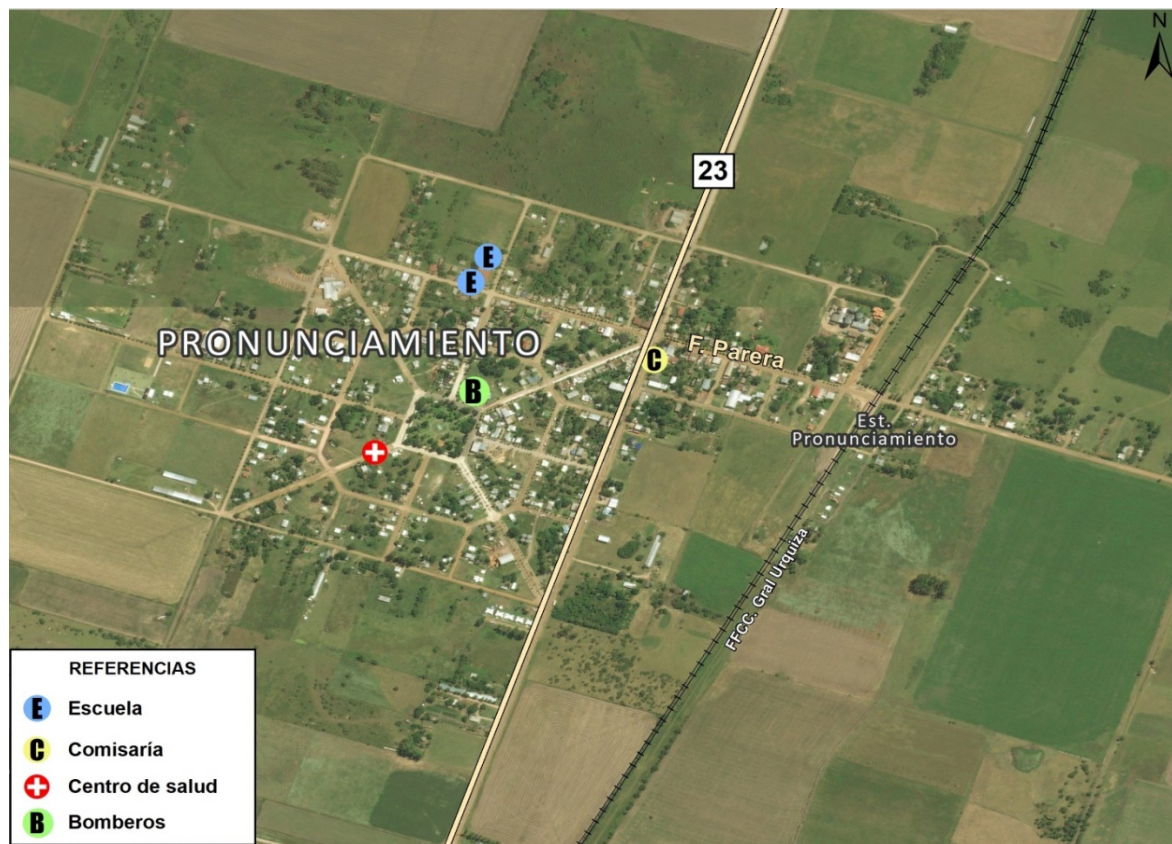 N
23
E
E
PRONUNCIAMIENTO
F. Parera
C
B
Est.
Pronunciamiento
FFCC. Gral Urquiza
REFERENCIAS
E Escuela
C Comisaría
Centro de salud
B Bomberos